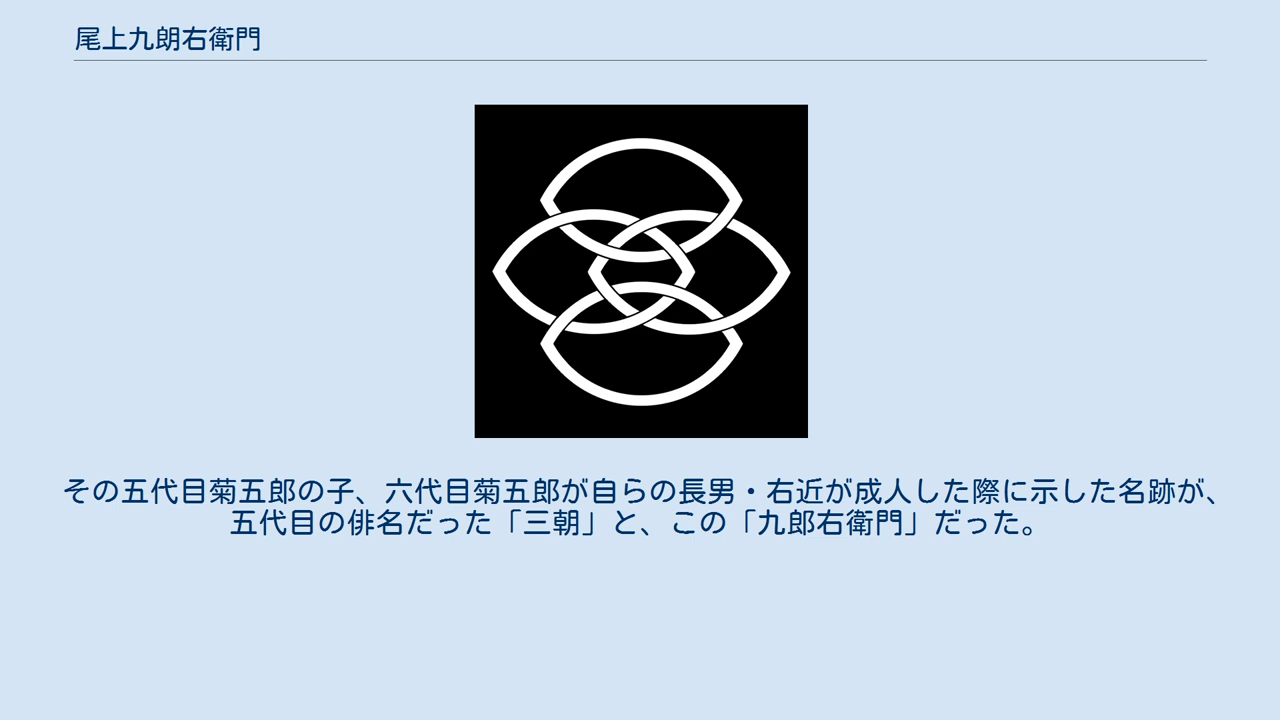 尾上九朗右衛門
その五代目菊五郎の子、六代目菊五郎が自らの長男・右近が成人した際に示した名跡が、
五代目の俳名だった「三朝」と、この「九郎右衛門」だった。